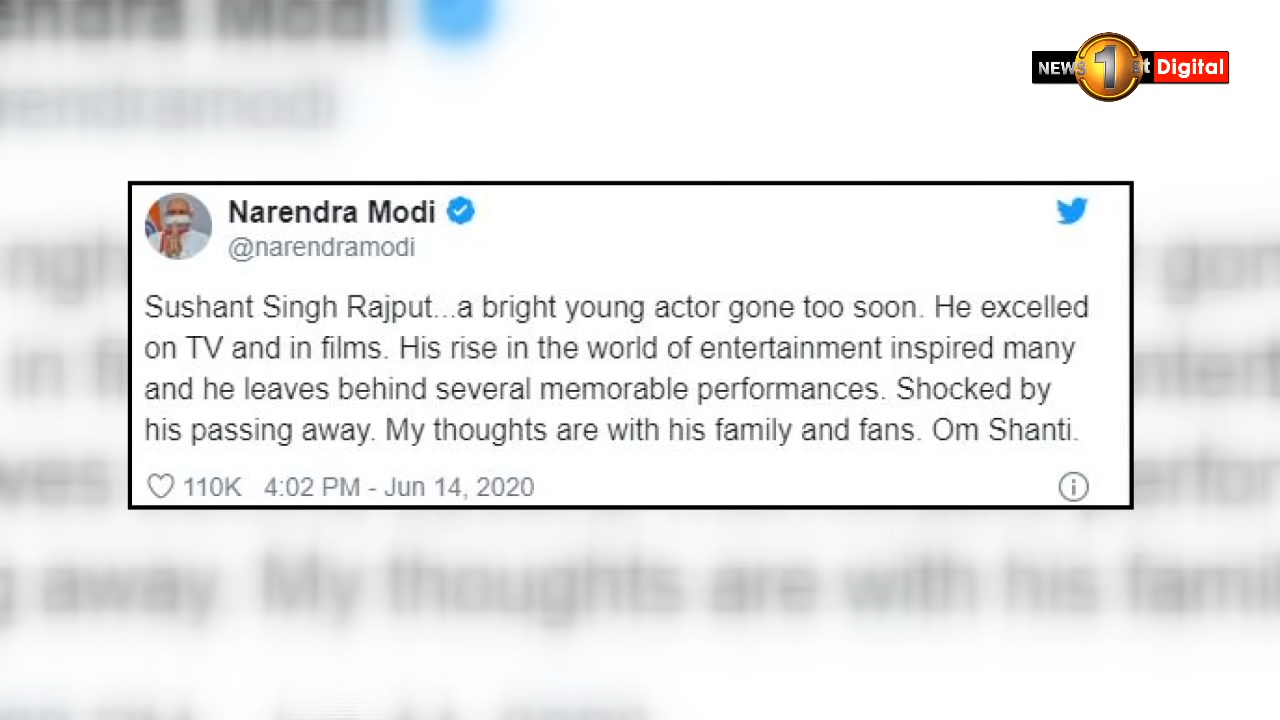 NEWS 1st Digital
Narendra Modi
@narendramodi
Sushant Singh Rajput...a bright young actor gone too soon. He excelled
on TV and in films. His rise in the world of entertainment inspired many
and he leaves behind several memorable performances. Shocked by
his passing away. My thoughts are with his family and fans. Om Shanti.
110K 4:02 PM - Jun 14, 2020